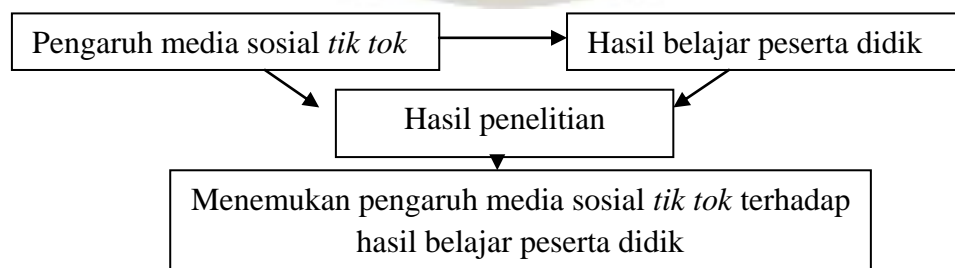 Pengaruh media sosial tik tok
Hasil belajar peserta didik
Hasil penelitian
Menemukan pengaruh media sosial tik tok terhadap
hasil belajar peserta didik